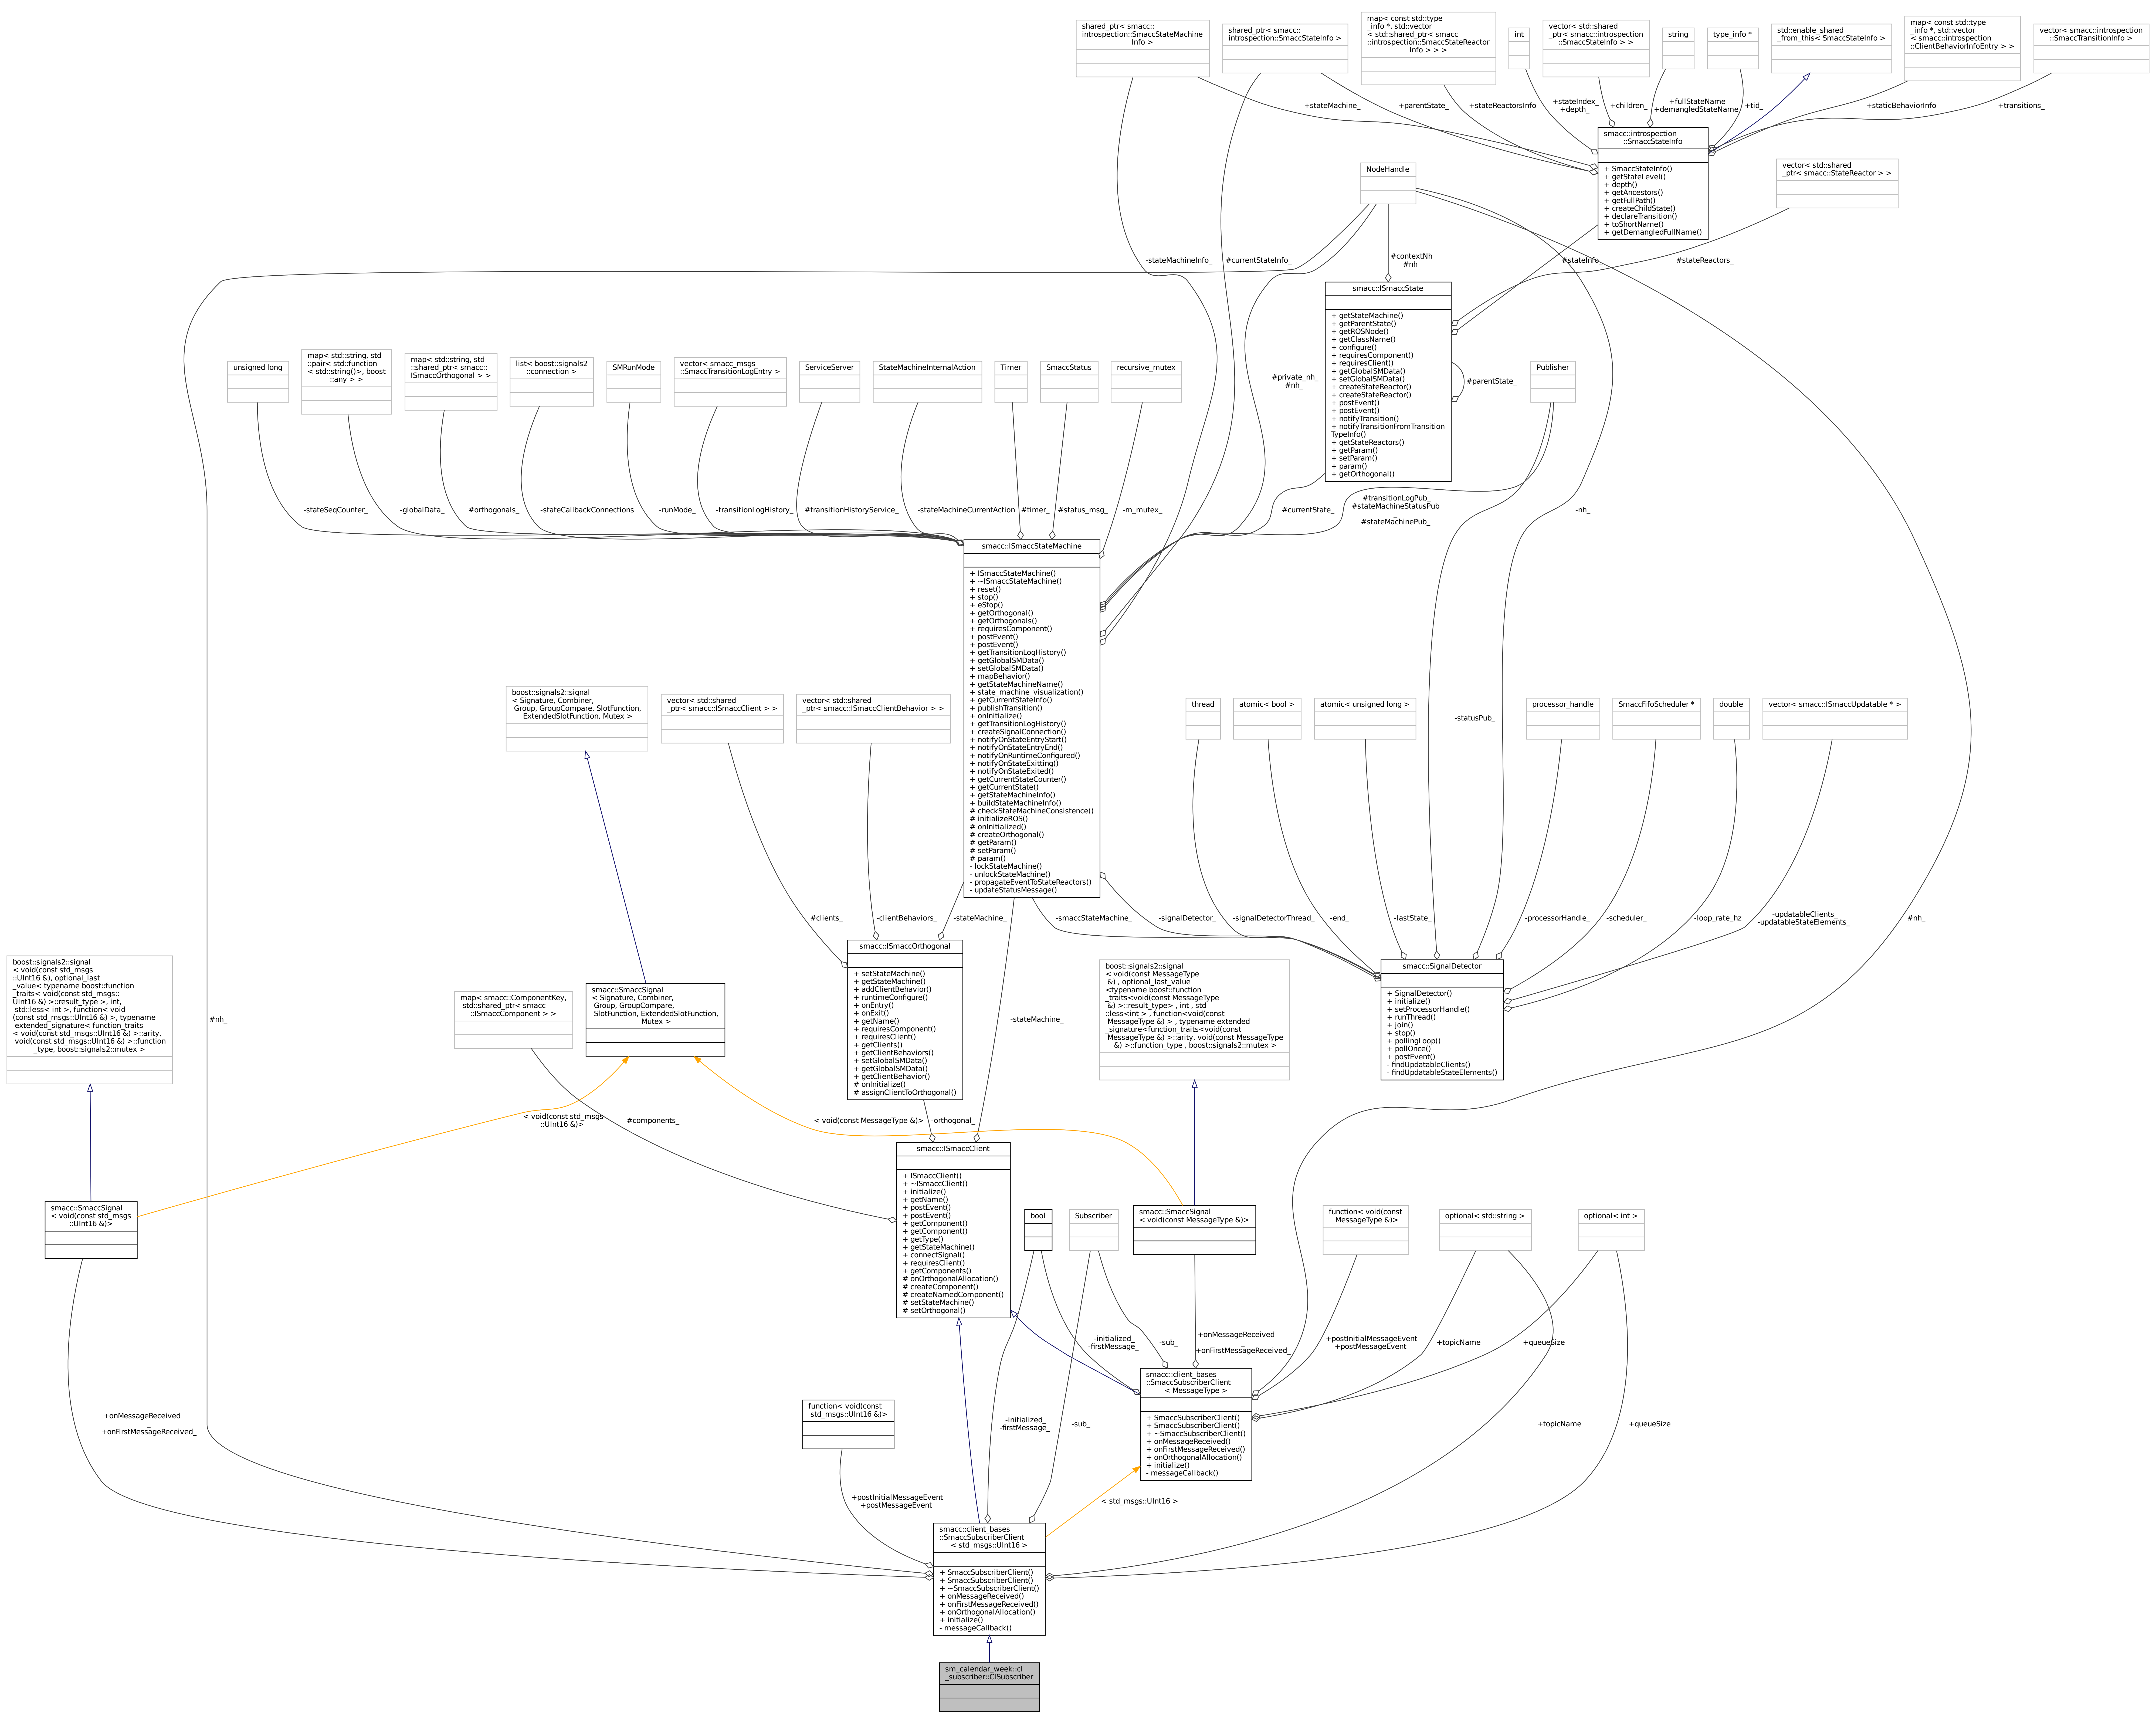 shared_ptr< smacc::
introspection::SmaccStateMachine
Info >
shared_ptr< smacc::
introspection::SmaccStateInfo >
map< const std::type
_info *, std::vector
< std::shared_ptr< smacc
::introspection::SmaccStateReactor
Info > > >
int
vector< std::shared
_ptr< smacc::introspection
::SmaccStateInfo > >
string
type_info *
std::enable_shared
_from_this< SmaccStateInfo >
map< const std::type
_info *, std::vector
< smacc::introspection
::ClientBehaviorInfoEntry > >
vector< smacc::introspection
::SmaccTransitionInfo >
+stateMachine_
+parentState_
+stateReactorsInfo
+stateIndex_
+depth_
+children_
+fullStateName
+demangledStateName
+tid_
+staticBehaviorInfo
+transitions_
smacc::introspection
::SmaccStateInfo
+ SmaccStateInfo()
+ getStateLevel()
+ depth()
+ getAncestors()
+ getFullPath()
+ createChildState()
+ declareTransition()
+ toShortName()
+ getDemangledFullName()
NodeHandle
vector< std::shared
_ptr< smacc::StateReactor > >
-stateMachineInfo_
#currentStateInfo_
#contextNh
#nh
#stateInfo_
#stateReactors_
smacc::ISmaccState
+ getStateMachine()
+ getParentState()
+ getROSNode()
+ getClassName()
+ configure()
+ requiresComponent()
+ requiresClient()
+ getGlobalSMData()
+ setGlobalSMData()
+ createStateReactor()
+ createStateReactor()
+ postEvent()
+ postEvent()
+ notifyTransition()
+ notifyTransitionFromTransition
TypeInfo()
+ getStateReactors()
+ getParam()
+ setParam()
+ param()
+ getOrthogonal()
#parentState_
Publisher
unsigned long
map< std::string, std
::pair< std::function
< std::string()>, boost
::any > >
map< std::string, std
::shared_ptr< smacc::
ISmaccOrthogonal > >
list< boost::signals2
::connection >
SMRunMode
vector< smacc_msgs
::SmaccTransitionLogEntry >
ServiceServer
StateMachineInternalAction
Timer
SmaccStatus
recursive_mutex
#private_nh_
#nh_
-stateSeqCounter_
-globalData_
#orthogonals_
-stateCallbackConnections
-runMode_
-transitionLogHistory_
#transitionHistoryService_
-stateMachineCurrentAction
#timer_
#status_msg_
-m_mutex_
#currentState_
#transitionLogPub_
#stateMachineStatusPub
_
#stateMachinePub_
-nh_
smacc::ISmaccStateMachine
+ ISmaccStateMachine()
+ ~ISmaccStateMachine()
+ reset()
+ stop()
+ eStop()
+ getOrthogonal()
+ getOrthogonals()
+ requiresComponent()
+ postEvent()
+ postEvent()
+ getTransitionLogHistory()
+ getGlobalSMData()
+ setGlobalSMData()
+ mapBehavior()
+ getStateMachineName()
+ state_machine_visualization()
+ getCurrentStateInfo()
+ publishTransition()
+ onInitialize()
+ getTransitionLogHistory()
+ createSignalConnection()
+ notifyOnStateEntryStart()
+ notifyOnStateEntryEnd()
+ notifyOnRuntimeConfigured()
+ notifyOnStateExitting()
+ notifyOnStateExited()
+ getCurrentStateCounter()
+ getCurrentState()
+ getStateMachineInfo()
+ buildStateMachineInfo()
# checkStateMachineConsistence()
# initializeROS()
# onInitialized()
# createOrthogonal()
# getParam()
# setParam()
# param()
- lockStateMachine()
- unlockStateMachine()
- propagateEventToStateReactors()
- updateStatusMessage()
boost::signals2::signal
< Signature, Combiner,
Group, GroupCompare, SlotFunction,
ExtendedSlotFunction, Mutex >
vector< std::shared
_ptr< smacc::ISmaccClient > >
vector< std::shared
_ptr< smacc::ISmaccClientBehavior > >
thread
atomic< bool >
atomic< unsigned long >
-statusPub_
processor_handle
SmaccFifoScheduler *
double
vector< smacc::ISmaccUpdatable * >
#clients_
-clientBehaviors_
-stateMachine_
-smaccStateMachine_
-signalDetector_
-signalDetectorThread_
-end_
-lastState_
-processorHandle_
-scheduler_
-loop_rate_hz
-updatableClients_
-updatableStateElements_
#nh_
smacc::ISmaccOrthogonal
+ setStateMachine()
+ getStateMachine()
+ addClientBehavior()
+ runtimeConfigure()
+ onEntry()
+ onExit()
+ getName()
+ requiresComponent()
+ requiresClient()
+ getClients()
+ getClientBehaviors()
+ setGlobalSMData()
+ getGlobalSMData()
+ getClientBehavior()
# onInitialize()
# assignClientToOrthogonal()
smacc::SignalDetector
+ SignalDetector()
+ initialize()
+ setProcessorHandle()
+ runThread()
+ join()
+ stop()
+ pollingLoop()
+ pollOnce()
+ postEvent()
- findUpdatableClients()
- findUpdatableStateElements()
boost::signals2::signal
< void(const std_msgs
::UInt16 &), optional_last
_value< typename boost::function
_traits< void(const std_msgs::
UInt16 &) >::result_type >, int,
std::less< int >, function< void
(const std_msgs::UInt16 &) >, typename
extended_signature< function_traits
< void(const std_msgs::UInt16 &) >::arity,
void(const std_msgs::UInt16 &) >::function
_type, boost::signals2::mutex >
map< smacc::ComponentKey,
std::shared_ptr< smacc
::ISmaccComponent > >
smacc::SmaccSignal
< Signature, Combiner,
Group, GroupCompare,
SlotFunction, ExtendedSlotFunction,
Mutex >
boost::signals2::signal
< void(const MessageType
&) , optional_last_value
<typename boost::function
_traits<void(const MessageType
&) >::result_type> , int , std
::less<int > , function<void(const
MessageType &) > , typename extended
_signature<function_traits<void(const
MessageType &) >::arity, void(const MessageType
&) >::function_type , boost::signals2::mutex >
#nh_
-stateMachine_
< void(const std_msgs
::UInt16 &)>
#components_
< void(const MessageType &)>
-orthogonal_
smacc::ISmaccClient
+ ISmaccClient()
+ ~ISmaccClient()
+ initialize()
+ getName()
+ postEvent()
+ postEvent()
+ getComponent()
+ getComponent()
+ getType()
+ getStateMachine()
+ connectSignal()
+ requiresClient()
+ getComponents()
# onOrthogonalAllocation()
# createComponent()
# createNamedComponent()
# setStateMachine()
# setOrthogonal()
smacc::SmaccSignal
< void(const std_msgs
::UInt16 &)>
bool
Subscriber
smacc::SmaccSignal
< void(const MessageType &)>
function< void(const
MessageType &)>
optional< std::string >
optional< int >
-initialized_
-firstMessage_
-sub_
+onMessageReceived
_
+onFirstMessageReceived_
+postInitialMessageEvent
+postMessageEvent
+topicName
+queueSize
smacc::client_bases
::SmaccSubscriberClient
< MessageType >
+ SmaccSubscriberClient()
+ SmaccSubscriberClient()
+ ~SmaccSubscriberClient()
+ onMessageReceived()
+ onFirstMessageReceived()
+ onOrthogonalAllocation()
+ initialize()
- messageCallback()
function< void(const
std_msgs::UInt16 &)>
+onMessageReceived
_
+onFirstMessageReceived_
-initialized_
-firstMessage_
-sub_
+topicName
+queueSize
+postInitialMessageEvent
+postMessageEvent
< std_msgs::UInt16 >
smacc::client_bases
::SmaccSubscriberClient
< std_msgs::UInt16 >
+ SmaccSubscriberClient()
+ SmaccSubscriberClient()
+ ~SmaccSubscriberClient()
+ onMessageReceived()
+ onFirstMessageReceived()
+ onOrthogonalAllocation()
+ initialize()
- messageCallback()
sm_calendar_week::cl
_subscriber::ClSubscriber